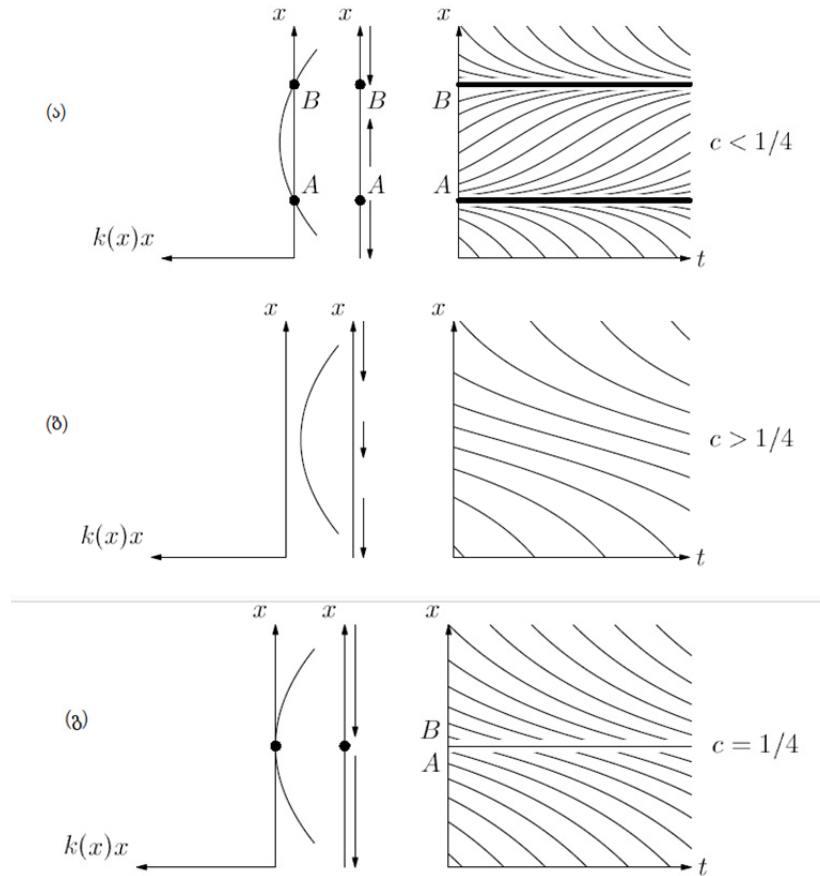 x x x
(ა) B B B c < 1/4
A A A
k(x)x t
x x x
(ბ) c > 1/4
k(x)x t
x x x
(გ) B c = 1/4
A
k(x)x t